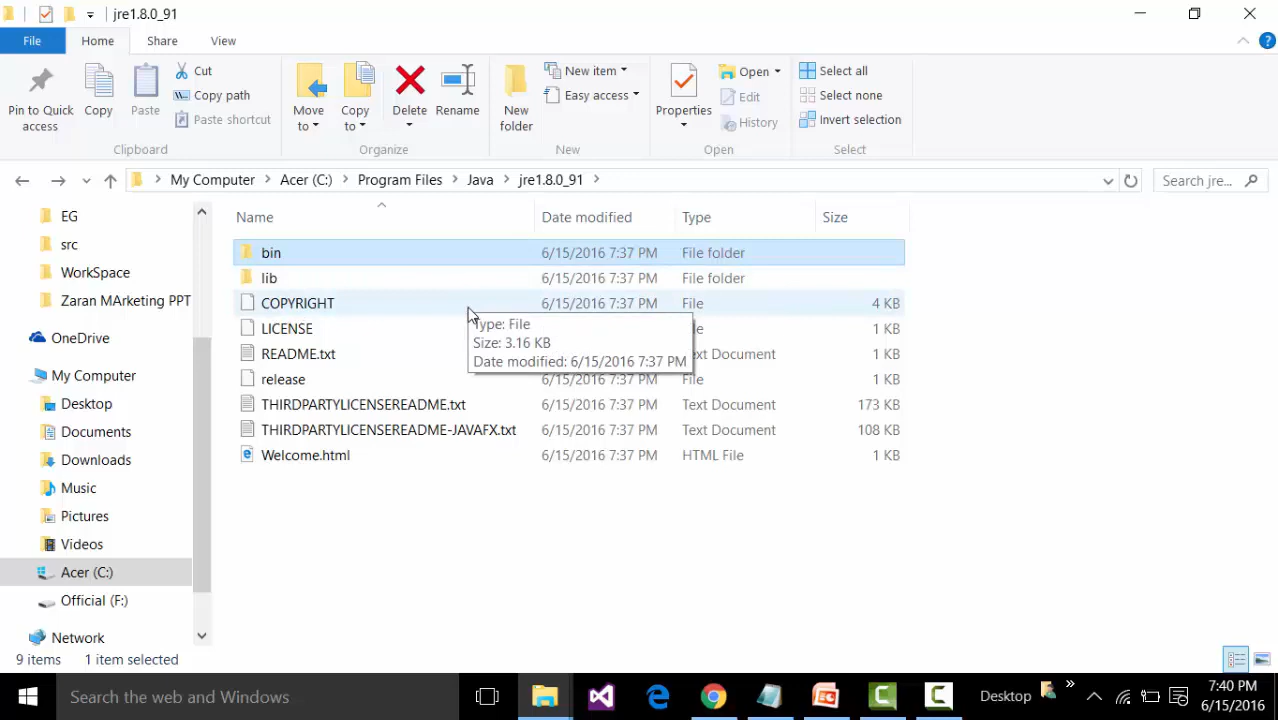 jre1.8.0_91
File Home Share View
Pin to Quick access
Copy
Paste
Cut
Copy path
Paste shortcut
Clipboard
Move to
Copy to
Delete
Rename
Organize
New folder
New item
Easy access
New
Properties
Open
Edit
History
Open
Select all
Select none
Invert selection
Select
My Computer Acer (C:) Program Files Java jre1.8.0_91
Search jre...
EG
src
WorkSpace
Zaran MArketing PPT
OneDrive
My Computer
Desktop
Documents
Downloads
Music
Pictures
Videos
Acer (C:)
Official (F:)
Network
Name Date modified Type Size
bin 6/15/2016 7:37 PM File folder
lib 6/15/2016 7:37 PM File folder
COPYRIGHT 6/15/2016 7:37 PM File 4 KB
LICENSE 1 KB
README.txt ext Document 1 KB
release 6/15/2016 7:37 PM File 1 KB
THIRDPARTYLICENSEREADME.txt 6/15/2016 7:37 PM Text Document 173 KB
THIRDPARTYLICENSEREADME-JAVAFX.txt 6/15/2016 7:37 PM Text Document 108 KB
Welcome.html 6/15/2016 7:37 PM HTML File 1 KB
Type: File
Size: 3.16 KB
Date modified: 6/15/2016 7:37 PM
9 items 1 item selected
Search the web and Windows
Desktop
7:40 PM
6/15/2016